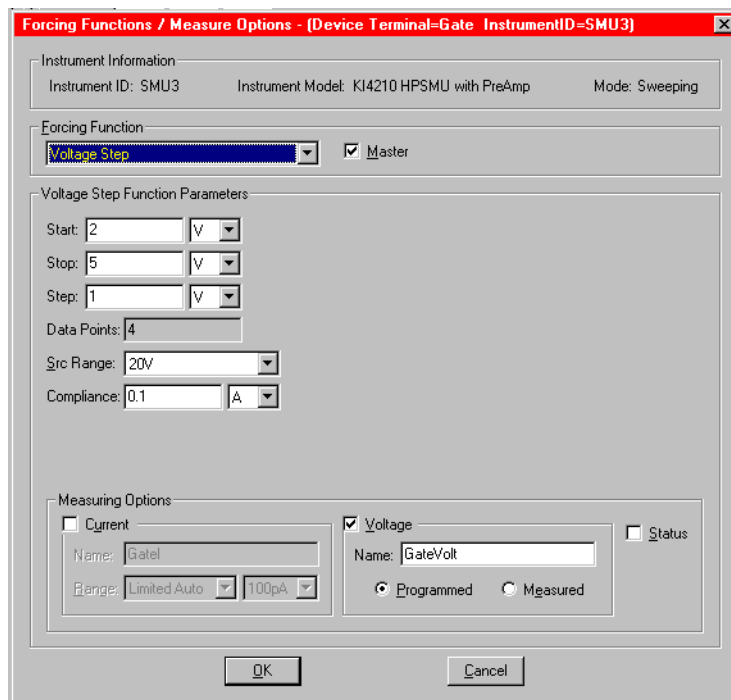 Forcing Functions / Measure Options - (Device Terminal=Gate InstrumentID=SMU3)
Instrument Information
Instrument ID: SMU3 Instrument Model: KI4210 HPSMU with PreAmp Mode: Sweeping
Forcing Function
Voltage Step Master
Voltage Step Function Parameters
Start: 2 V
Stop: 5 V
Step: 1 V
Data Points: 4
Src Range: 20V
Compliance: 0.1 A
Measuring Options
Current Voltage Status
Name: GateI Name: GateVolt
Range: Limited Auto 100pA Programmed Measured
OK Cancel